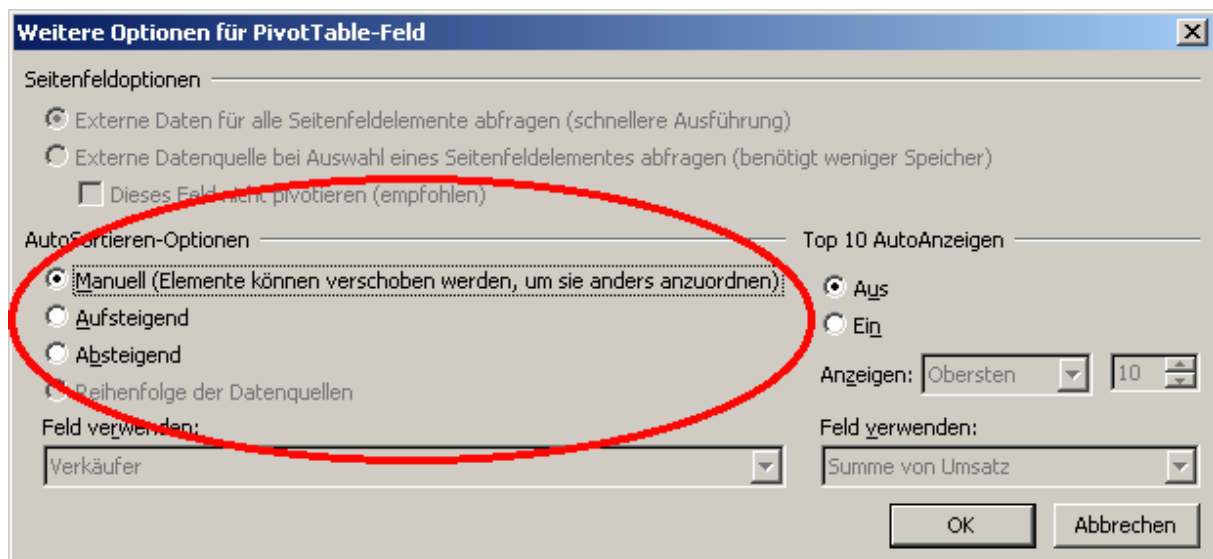 Weitere Optionen für PivotTable-Feld
Seitenfeldoptionen
Externe Daten für alle Seitenfeldelemente abfragen (schnellere Ausführung)
Externe Datenquelle bei Auswahl eines Seitenfeldelementes abfragen (benötigt weniger Speicher)
Dieses Feld nicht pivotieren (empfohlen)
AutoSortieren-Optionen
Manuell (Elemente können verschoben werden, um sie anders anzuordnen)
Aufsteigend
Absteigend
Reihenfolge der Datenquellen
Feld verwenden:
Verkäufer
Top 10 AutoAnzeigen
Aus
Ein
Anzeigen: Obersten 10
Feld verwenden:
Summe von Umsatz
OK Abbrechen